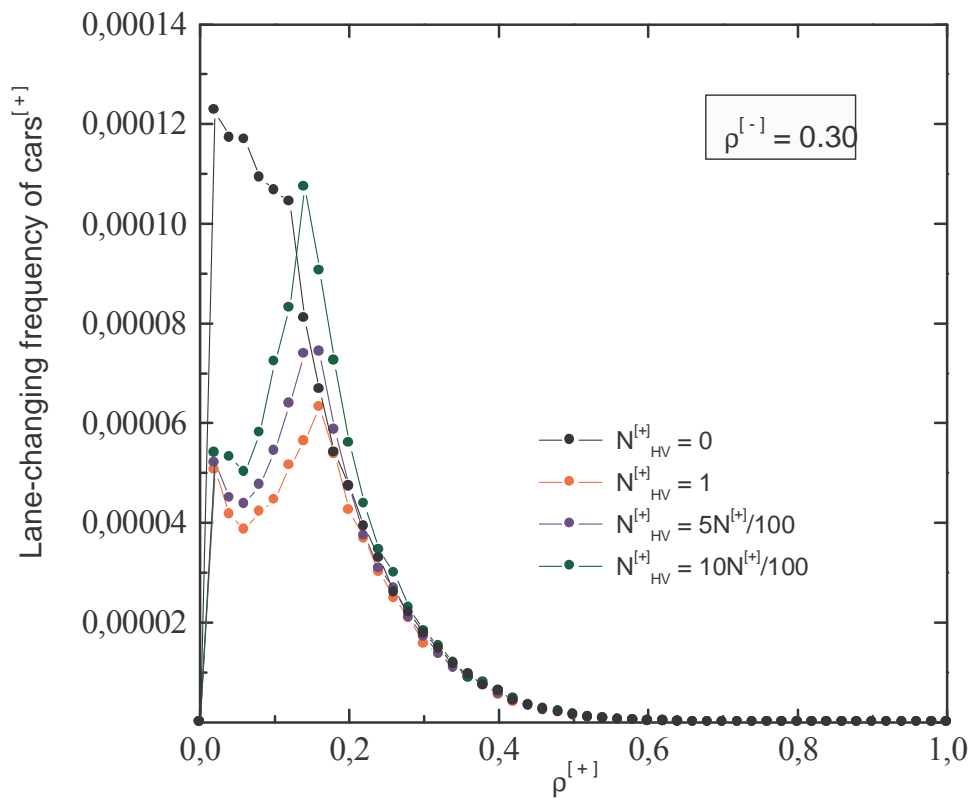 0,00014
0,00012
0,00010
0,00008
0,00006
0,00004
0,00002
Lane-changing frequency of cars[+]
ρ[-] = 0.30
N[+]HV = 0
N[+]HV = 1
N[+]HV = 5N[+]/100
N[+]HV = 10N[+]/100
0,0 0,2 0,4 0,6 0,8 1,0
ρ[+]